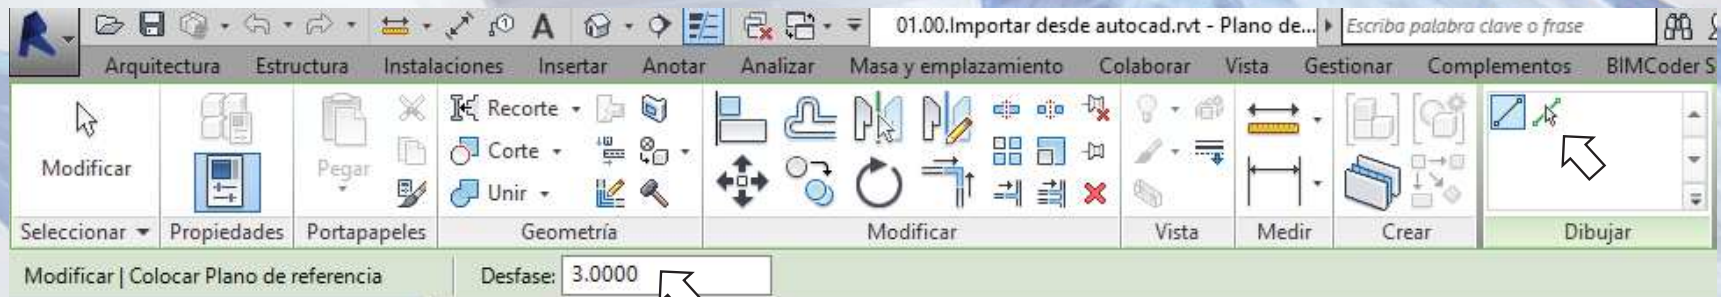 01.00.Importar desde autocad.rvt - Plano de... Escriba palabra clave o frase
Arquitectura Estructura Instalaciones Insertar Anotar Analizar Masa y emplazamiento Colaborar Vista Gestionar Complementos BIMCoder S
Recorte
Modificar Pegar Corte
Unir
Seleccionar Propiedades Portapapeles Geometría Modificar Vista Medir Crear Dibujar
Modificar | Colocar Plano de referencia Desfase: 3.0000